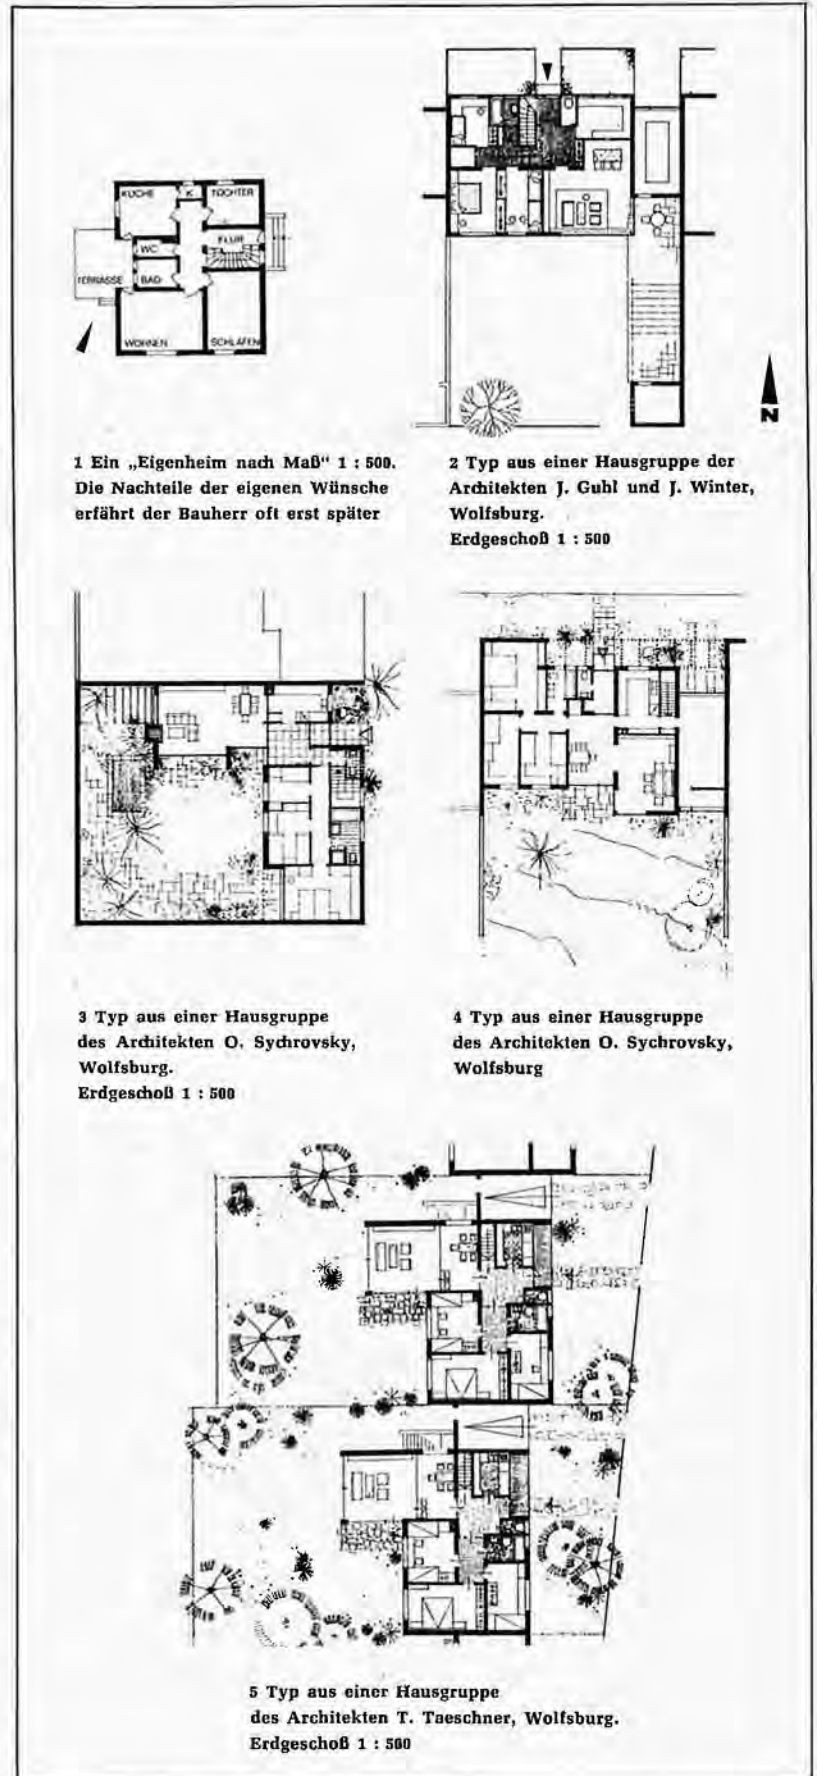 KÜCHE
K
TOCHTER
FLUR
WC
BAD
TERRASSE
WOHNEN
SCHLAFEN
N
1 Ein „Eigenheim nach Maß“ 1 : 500.
Die Nachteile der eigenen Wünsche
erfährt der Bauherr oft erst später
2 Typ aus einer Hausgruppe der
Architekten J. Guhl und J. Winter,
Wolfsburg.
Erdgeschoß 1 : 500
3 Typ aus einer Hausgruppe
des Architekten O. Sychrovsky,
Wolfsburg.
Erdgeschoß 1 : 500
4 Typ aus einer Hausgruppe
des Architekten O. Sychrovsky,
Wolfsburg
5 Typ aus einer Hausgruppe
des Architekten T. Taeschner, Wolfsburg.
Erdgeschoß 1 : 500